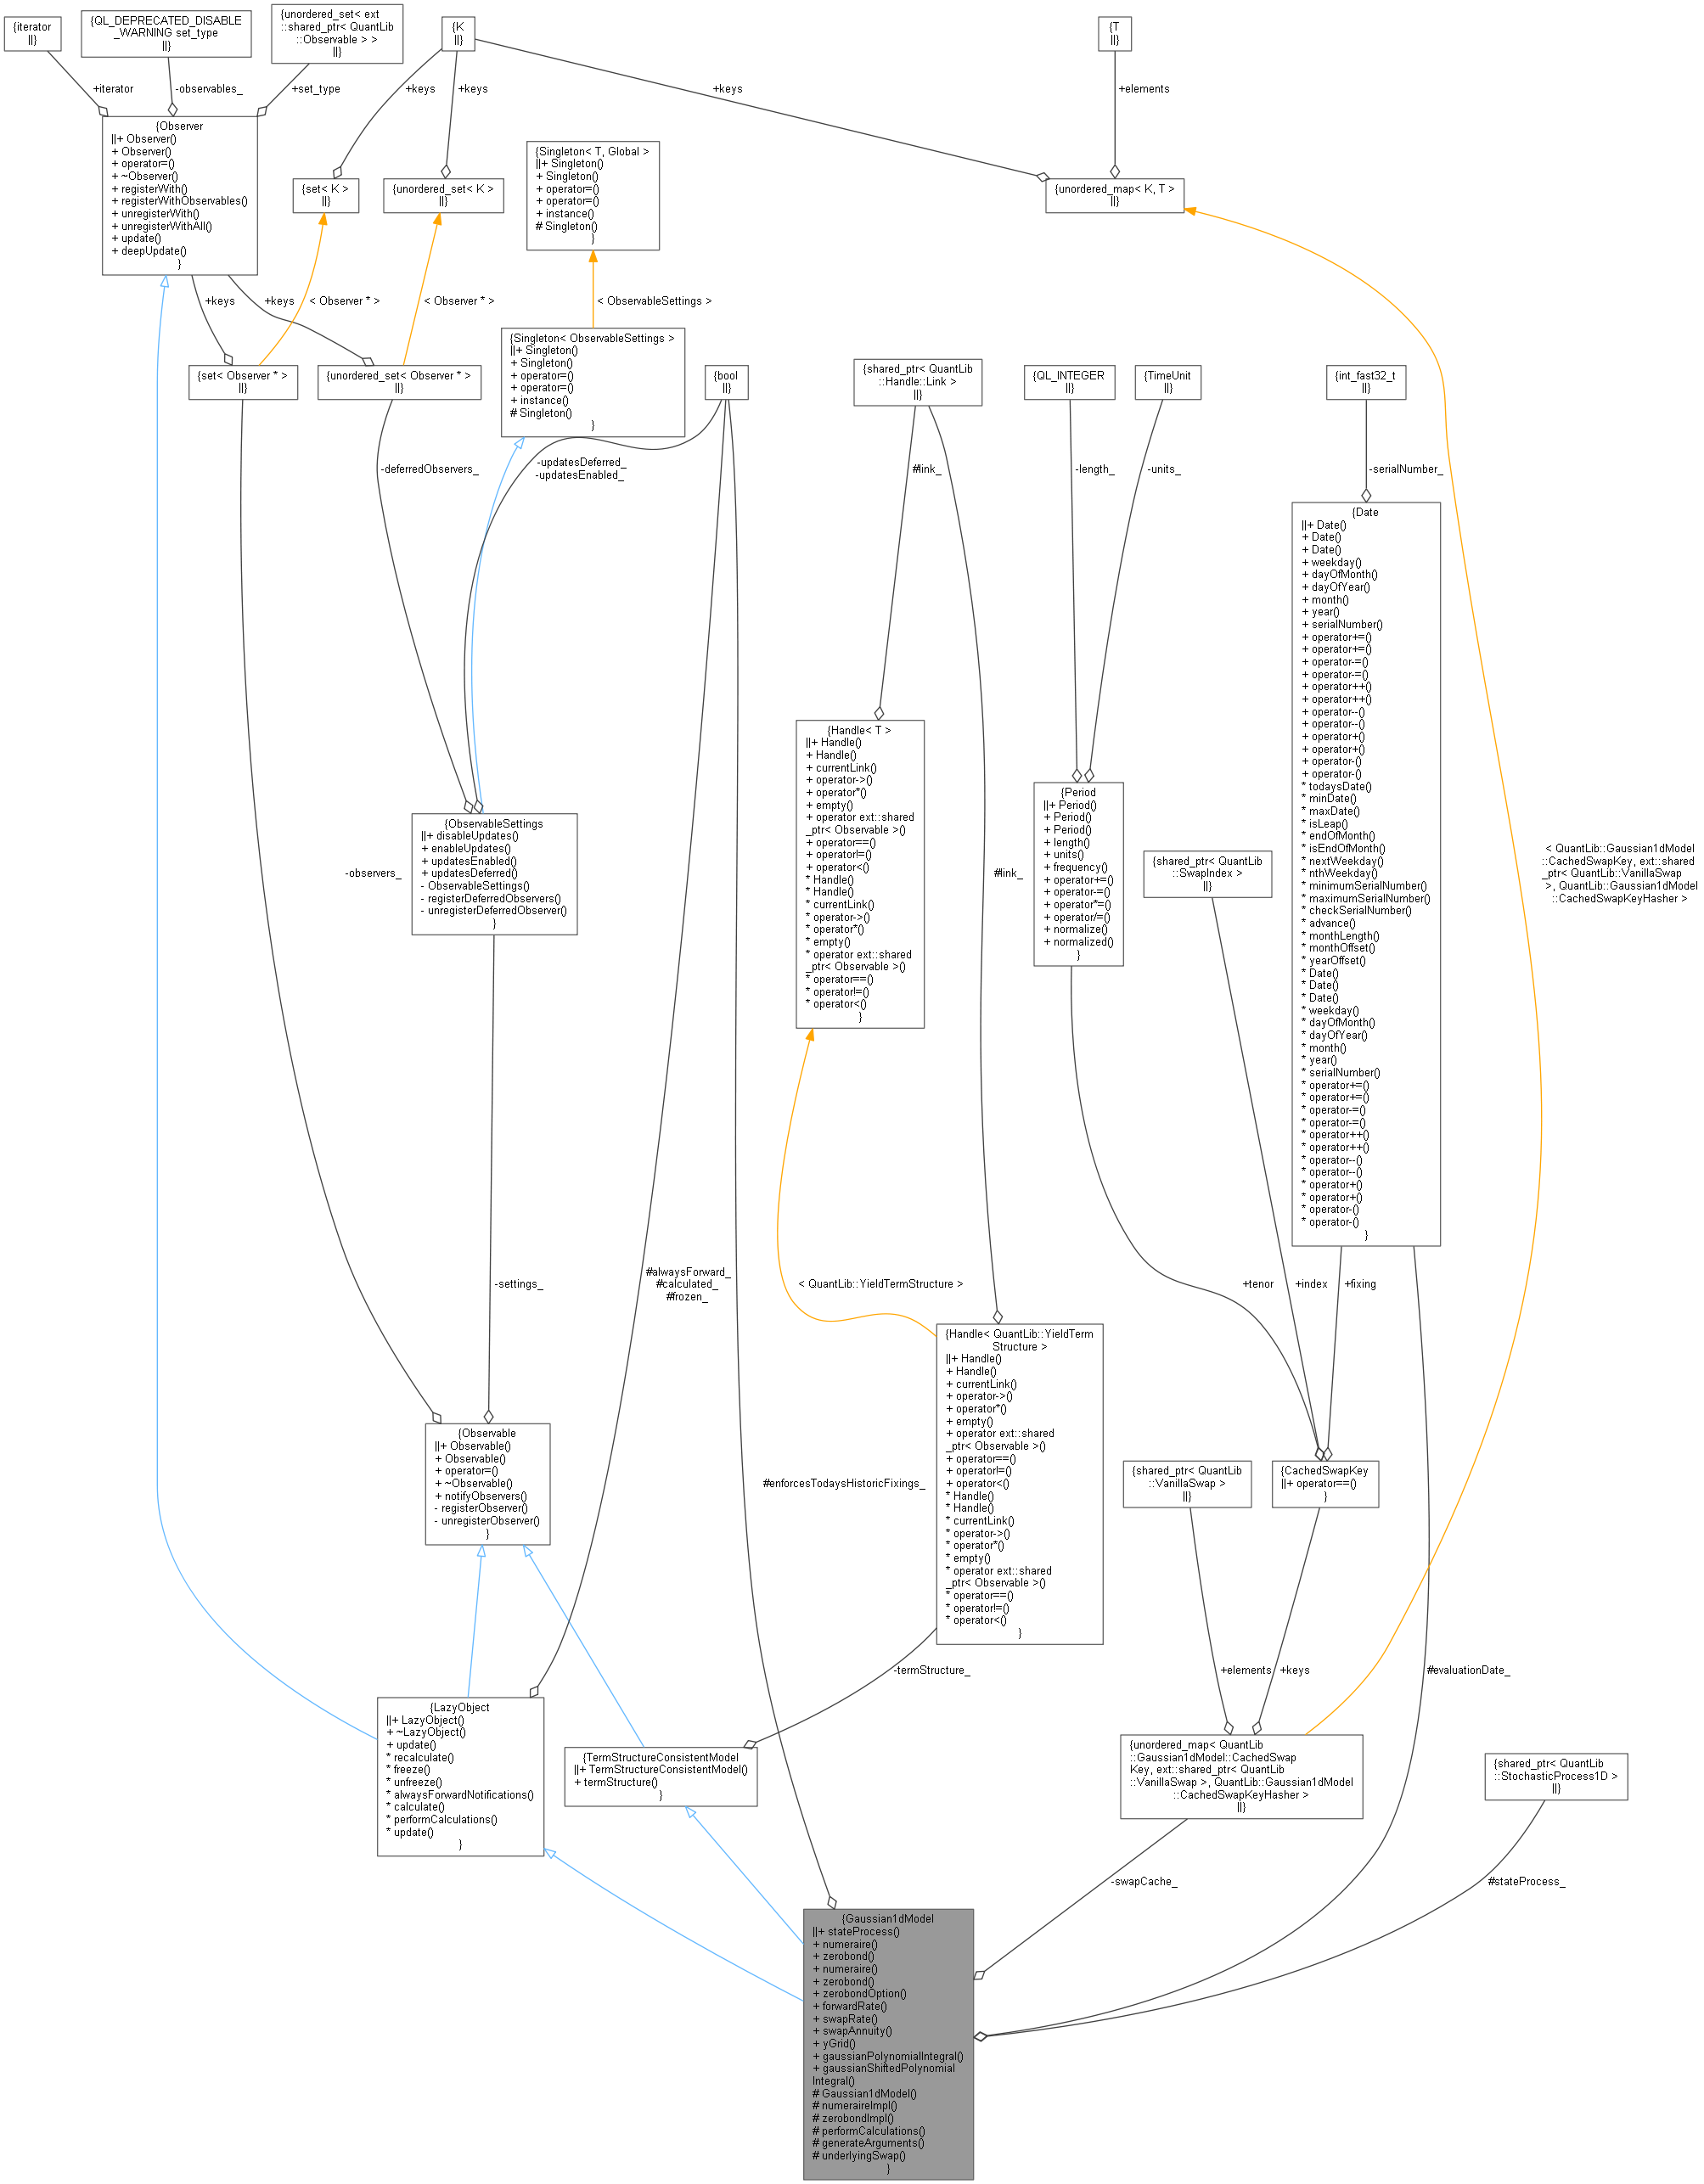 {iterator
||}
{QL_DEPRECATED_DISABLE
_WARNING set_type
||}
{unordered_set< ext
::shared_ptr< QuantLib
::Observable > >
||}
{K
||}
{T
||}
+iterator
-observables_
+set_type
+keys
+keys
+keys
+elements
{Observer
||+ Observer()
+ Observer()
+ operator=()
+ ~Observer()
+ registerWith()
+ registerWithObservables()
+ unregisterWith()
+ unregisterWithAll()
+ update()
+ deepUpdate()
}
{set< K >
||}
{unordered_set< K >
||}
{Singleton< T, Global >
||+ Singleton()
+ Singleton()
+ operator=()
+ operator=()
+ instance()
# Singleton()
}
{unordered_map< K, T >
||}
+keys
+keys
< Observer * >
< Observer * >
< ObservableSettings >
{set< Observer * >
||}
{unordered_set< Observer * >
||}
{Singleton< ObservableSettings >
||+ Singleton()
+ Singleton()
+ operator=()
+ operator=()
+ instance()
# Singleton()
}
{bool
||}
{shared_ptr< QuantLib
::Handle::Link >
||}
{QL_INTEGER
||}
{TimeUnit
||}
{int_fast32_t
||}
-deferredObservers_
-updatesDeferred_
-updatesEnabled_
#link_
-length_
-units_
-serialNumber_
{Date
||+ Date()
+ Date()
+ Date()
+ weekday()
+ dayOfMonth()
+ dayOfYear()
+ month()
+ year()
+ serialNumber()
+ operator+=()
+ operator+=()
+ operator-=()
+ operator-=()
+ operator++()
+ operator++()
+ operator--()
+ operator--()
+ operator+()
+ operator+()
+ operator-()
+ operator-()
* todaysDate()
* minDate()
* maxDate()
* isLeap()
* endOfMonth()
* isEndOfMonth()
* nextWeekday()
* nthWeekday()
* minimumSerialNumber()
* maximumSerialNumber()
* checkSerialNumber()
* advance()
* monthLength()
* monthOffset()
* yearOffset()
* Date()
* Date()
* Date()
* weekday()
* dayOfMonth()
* dayOfYear()
* month()
* year()
* serialNumber()
* operator+=()
* operator+=()
* operator-=()
* operator-=()
* operator++()
* operator++()
* operator--()
* operator--()
* operator+()
* operator+()
* operator-()
* operator-()
}
{Handle< T >
||+ Handle()
+ Handle()
+ currentLink()
+ operator->()
+ operator*()
+ empty()
+ operator ext::shared
_ptr< Observable >()
+ operator==()
+ operator!=()
+ operator<()
* Handle()
* Handle()
* currentLink()
* operator->()
* operator*()
* empty()
* operator ext::shared
_ptr< Observable >()
* operator==()
* operator!=()
* operator<()
}
{Period
||+ Period()
+ Period()
+ Period()
+ length()
+ units()
+ frequency()
+ operator+=()
+ operator-=()
+ operator*=()
+ operator/=()
+ normalize()
+ normalized()
}
{ObservableSettings
||+ disableUpdates()
+ enableUpdates()
+ updatesEnabled()
+ updatesDeferred()
- ObservableSettings()
- registerDeferredObservers()
- unregisterDeferredObserver()
}
-observers_
#link_
{shared_ptr< QuantLib
::SwapIndex >
||}
< QuantLib::Gaussian1dModel
::CachedSwapKey, ext::shared
_ptr< QuantLib::VanillaSwap
>, QuantLib::Gaussian1dModel
::CachedSwapKeyHasher >
-settings_
#alwaysForward_
#calculated_
#frozen_
< QuantLib::YieldTermStructure >
+tenor
+index
+fixing
{Handle< QuantLib::YieldTerm
Structure >
||+ Handle()
+ Handle()
+ currentLink()
+ operator->()
+ operator*()
+ empty()
+ operator ext::shared
_ptr< Observable >()
+ operator==()
+ operator!=()
+ operator<()
* Handle()
* Handle()
* currentLink()
* operator->()
* operator*()
* empty()
* operator ext::shared
_ptr< Observable >()
* operator==()
* operator!=()
* operator<()
}
{Observable
||+ Observable()
+ Observable()
+ operator=()
+ ~Observable()
+ notifyObservers()
- registerObserver()
- unregisterObserver()
}
#enforcesTodaysHistoricFixings_
{shared_ptr< QuantLib
::VanillaSwap >
||}
{CachedSwapKey
||+ operator==()
}
-termStructure_
+elements
+keys
#evaluationDate_
{LazyObject
||+ LazyObject()
+ ~LazyObject()
+ update()
* recalculate()
* freeze()
* unfreeze()
* alwaysForwardNotifications()
* calculate()
* performCalculations()
* update()
}
{TermStructureConsistentModel
||+ TermStructureConsistentModel()
+ termStructure()
}
{unordered_map< QuantLib
::Gaussian1dModel::CachedSwap
Key, ext::shared_ptr< QuantLib
::VanillaSwap >, QuantLib::Gaussian1dModel
::CachedSwapKeyHasher >
||}
{shared_ptr< QuantLib
::StochasticProcess1D >
||}
-swapCache_
#stateProcess_
{Gaussian1dModel
||+ stateProcess()
+ numeraire()
+ zerobond()
+ numeraire()
+ zerobond()
+ zerobondOption()
+ forwardRate()
+ swapRate()
+ swapAnnuity()
+ yGrid()
+ gaussianPolynomialIntegral()
+ gaussianShiftedPolynomial
Integral()
# Gaussian1dModel()
# numeraireImpl()
# zerobondImpl()
# performCalculations()
# generateArguments()
# underlyingSwap()
}